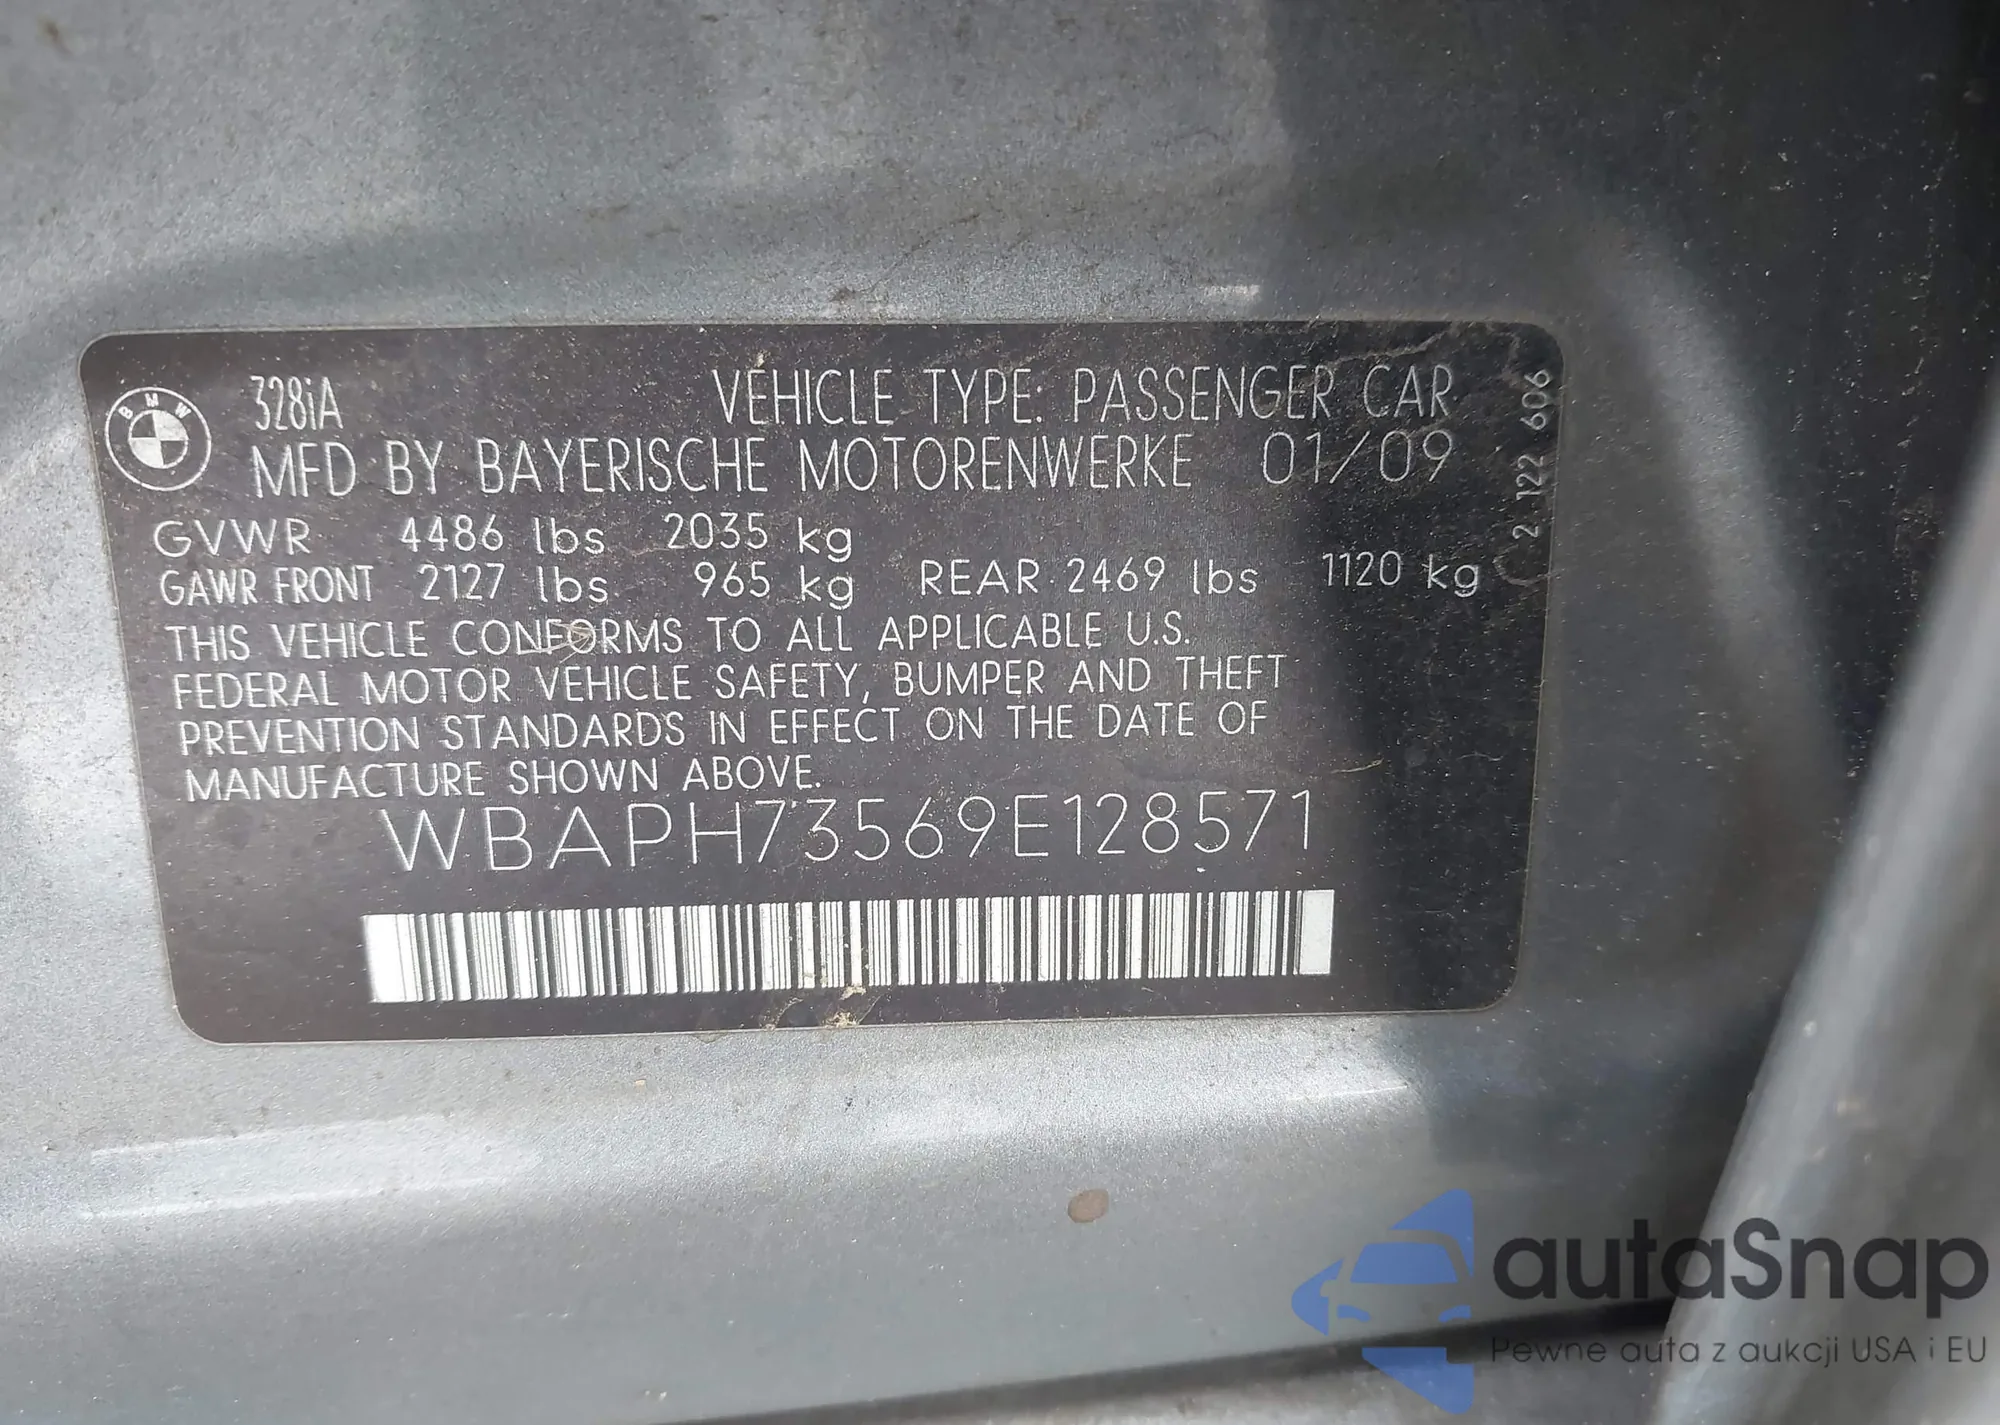 BMW
328iA VEHICLE TYPE. PASSENGER CAR
MFD BY BAYERISCHE MOTORENWERKE 01/09
GVWR 4486 lbs 2035 kg
GAWR FRONT 2127 lbs. 965 kg REAR 2469 lbs 1120 kg
THIS VEHICLE CONFORMS TO ALL APPLICABLE U.S.
FEDERAL MOTOR VEHICLE SAFETY, BUMPER AND THEFT
PREVENTION STANDARDS IN EFFECT ON THE DATE OF
MANUFACTURE SHOWN ABOVE.
WBAPH73569E128571
2 122 606
autaSnap
Pewne auta z aukcji USA i EU